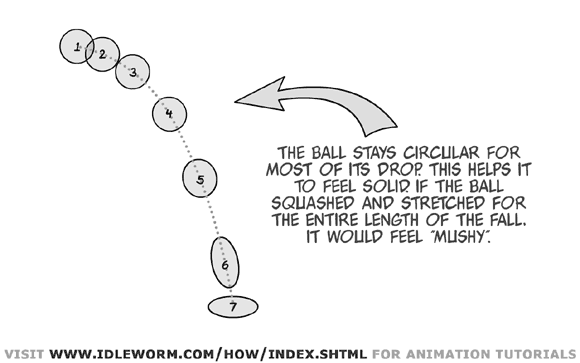 1
2
3
4
5
6
7
THE BALL STAYS CIRCULAR FOR
MOST OF ITS DROP. THIS HELPS IT
TO FEEL SOLID. IF THE BALL
SQUASHED AND STRETCHED FOR
THE ENTIRE LENGTH OF THE FALL.
IT WOULD FEEL "MUSHY".
VISIT WWW.IDLEWORM.COM/HOW/INDEX.SHTML FOR ANIMATION TUTORIALS